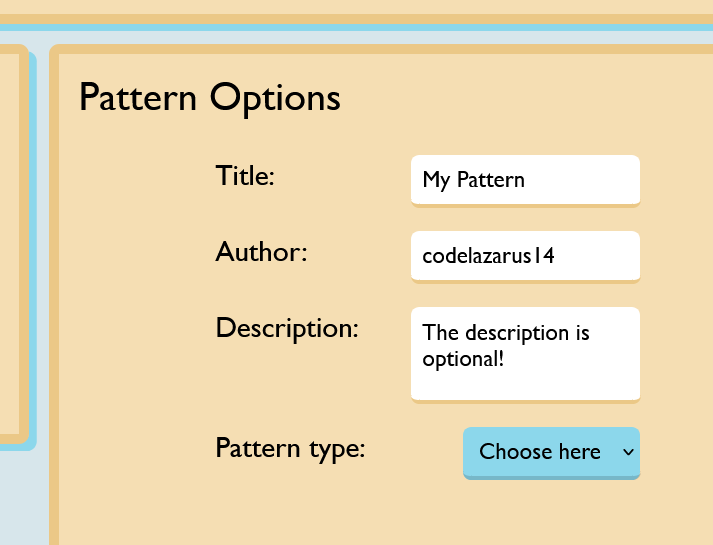 Pattern Options
Title:
My Pattern
Author:
codelazarus14
Description:
The description is
optional!
Pattern type:
Choose here